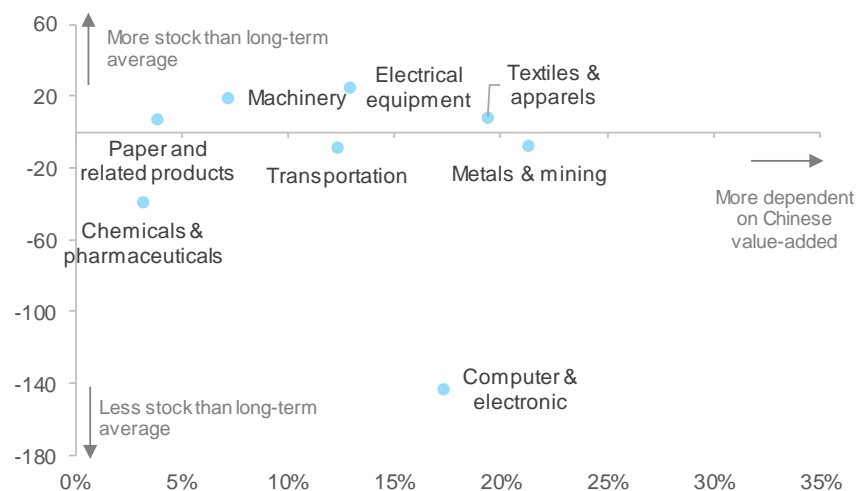 60
20
-20
-60
-100
-140
-180
More stock than long-term
average
Machinery
Electrical
equipment
Textiles &
apparels
Paper and
related products
Transportation
Metals & mining
Chemicals &
pharmaceuticals
More dependent
on Chinese
value-added
Computer &
electronic
Less stock than long-term
average
0% 5% 10% 15% 20% 25% 30% 35%